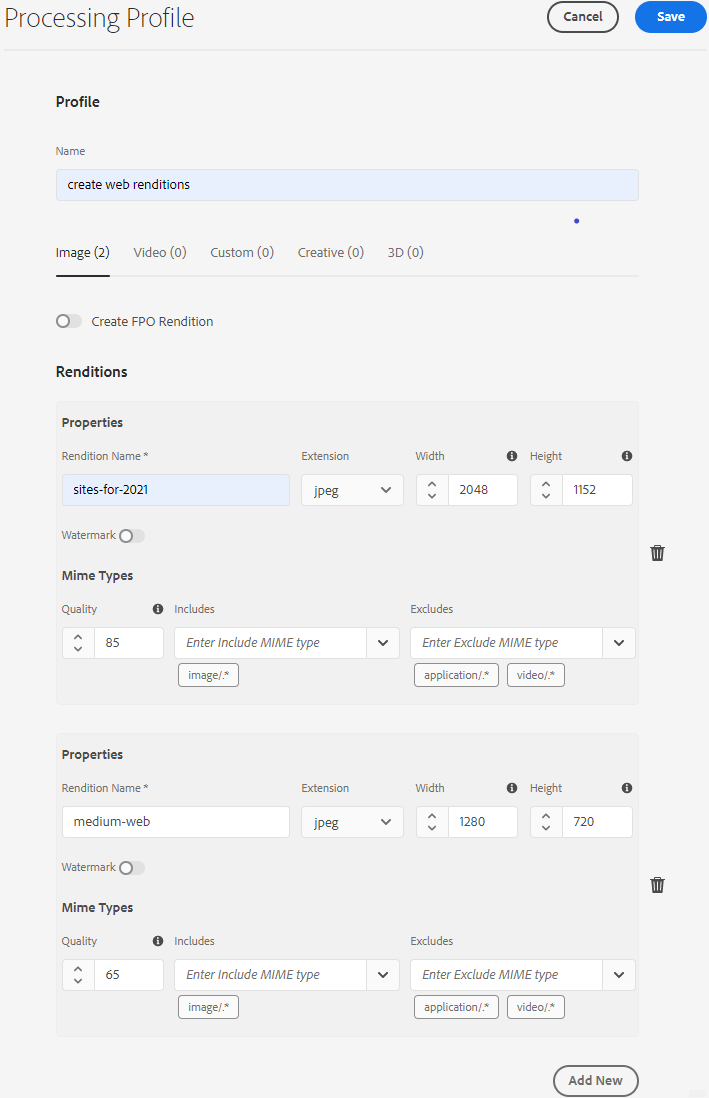 Processing Profile
Cancel
Save
Profile
Name
create web renditions
Image (2) Video (0) Custom (0) Creative (0) 3D (0)
Create FPO Rendition
Renditions
Properties
Rendition Name * Extension Width Height
sites-for-2021 jpeg 2048 1152
Watermark
Mime Types
Quality Includes Excludes
85 Enter Include MIME type Enter Exclude MIME type
image/.* application/.* video/.*
Properties
Rendition Name * Extension Width Height
medium-web jpeg 1280 720
Watermark
Mime Types
Quality Includes Excludes
65 Enter Include MIME type Enter Exclude MIME type
image/.* application/.* video/.*
Add New